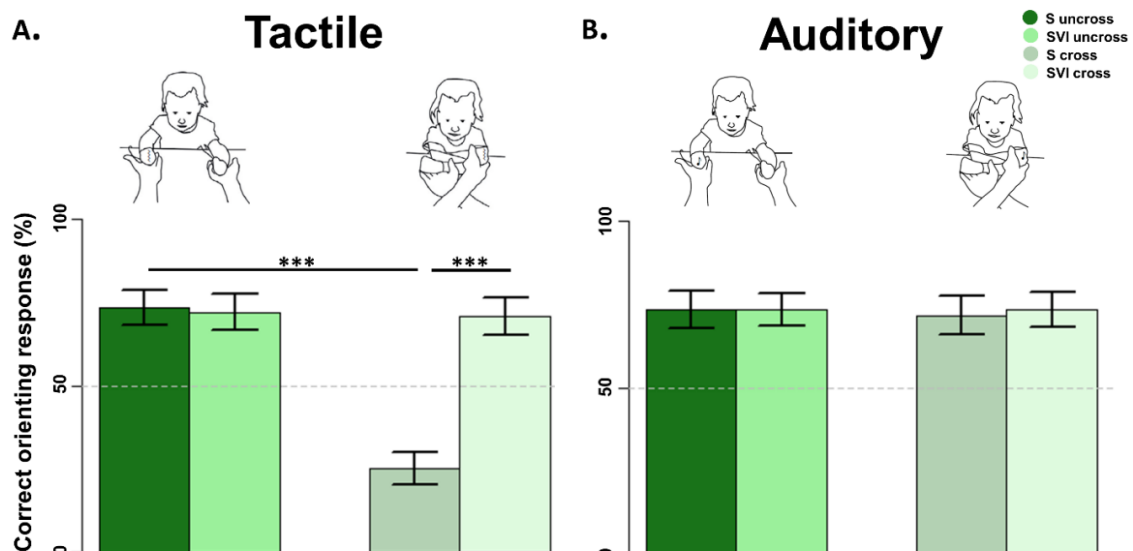 A.
Tactile
Correct orienting response (%)
100
50
***
***
B.
Auditory
S uncross
SVI uncross
S cross
SVI cross
100
50